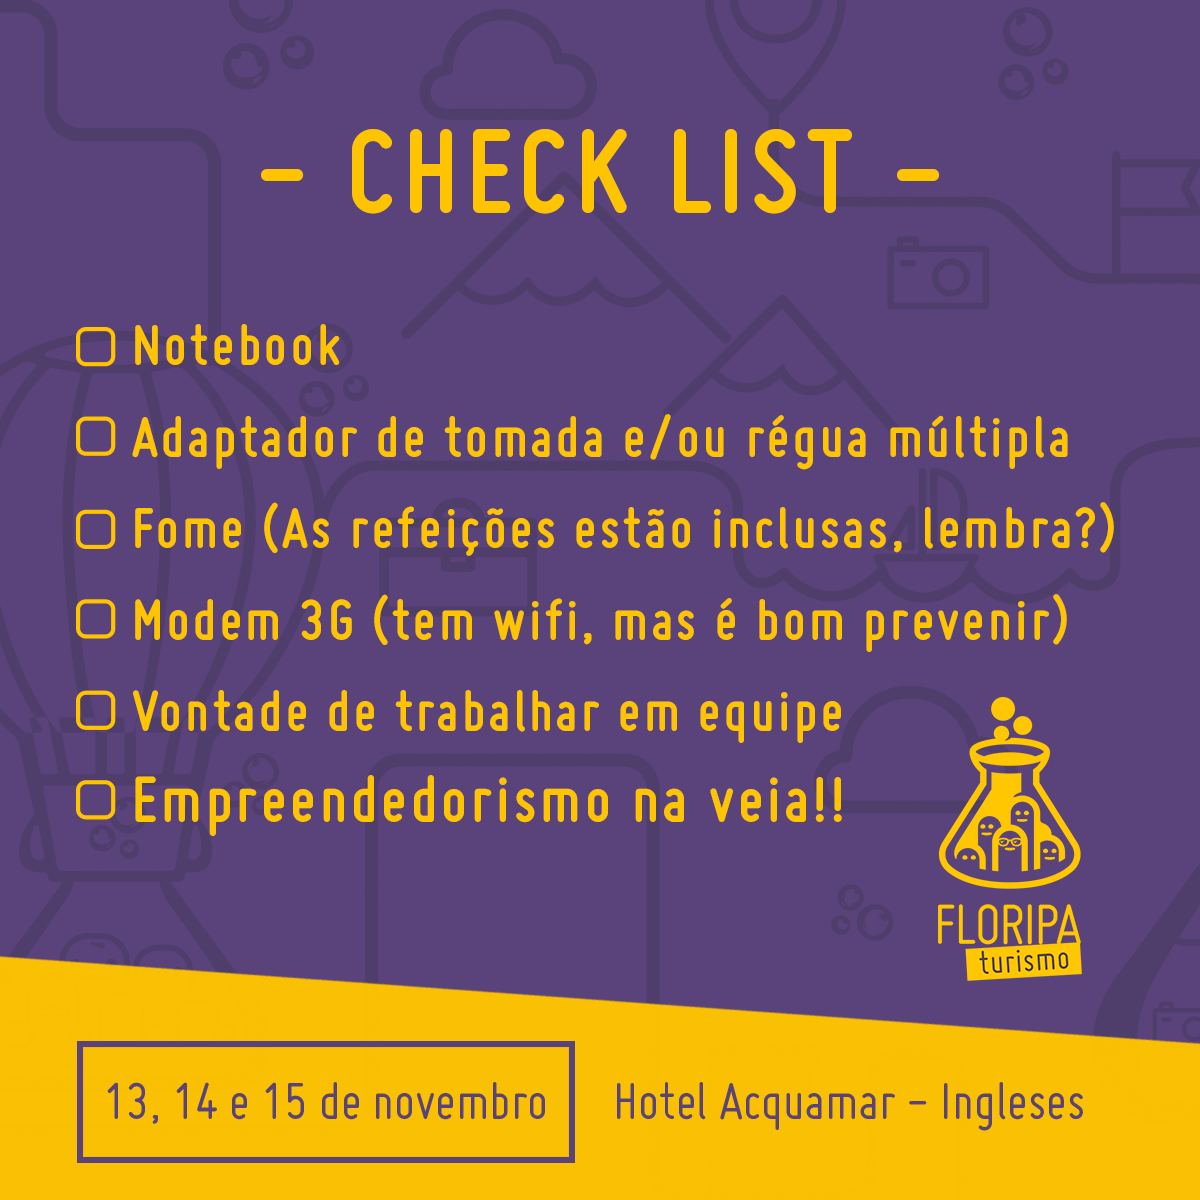 - CHECK LIST -
Notebook
Adaptador de tomada e/ou régua múltipla
Fome (As refeições estão inclusas, lembra?)
Modem 3G (tem wifi, mas é bom prevenir)
Vontade de trabalhar em equipe
Empreendedorismo na veia!!
FLORIPA
turismo
13, 14 e 15 de novembro
Hotel Acquamar - Ingleses